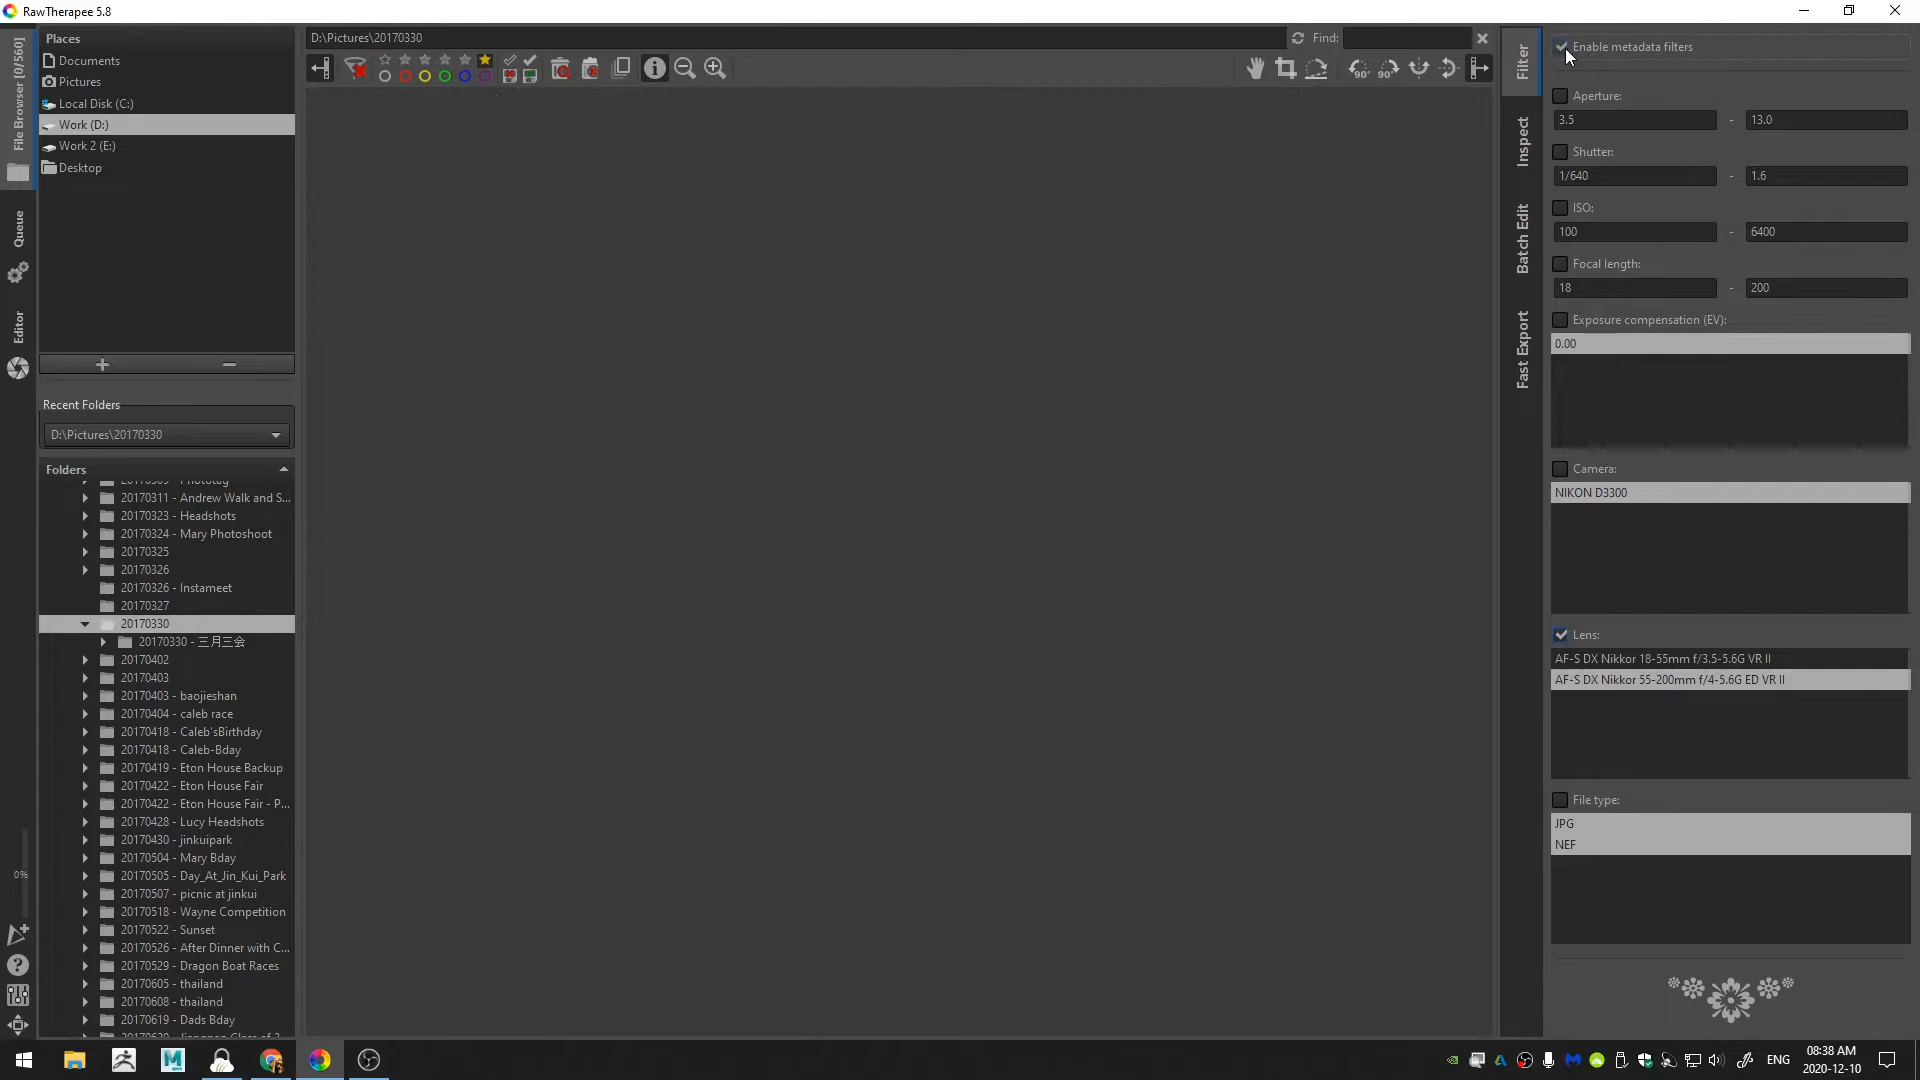 RawTherapee 5.8
File Browser [0/560]
Queue
Editor
0%
Places
Documents
Pictures
Local Disk (C:)
Work (D:)
Work 2 (E:)
Desktop
Recent Folders
D:\Pictures\20170330
Folders
20170311 - Andrew Walk and S...
20170323 - Headshots
20170324 - Mary Photoshoot
20170325
20170326
20170326 - Instameet
20170327
20170330
20170330 - 三月三会
20170402
20170403
20170403 - baojieshan
20170404 - caleb race
20170418 - Caleb'sBirthday
20170418 - Caleb-Bday
20170419 - Eton House Backup
20170422 - Eton House Fair
20170422 - Eton House Fair - P...
20170428 - Lucy Headshots
20170430 - jinkuipark
20170504 - Mary Bday
20170505 - Day_At_Jin_Kui_Park
20170507 - picnic at jinkui
20170518 - Wayne Competition
20170522 - Sunset
20170526 - After Dinner with C...
20170529 - Dragon Boat Races
20170605 - thailand
20170608 - thailand
20170619 - Dads Bday
D:\Pictures\20170330
Find:
90° 90°
Filter
Inspect
Batch Edit
Fast Export
Enable metadata filters
Aperture:
3.5 - 13.0
Shutter:
1/640 - 1.6
ISO:
100 - 6400
Focal length:
18 - 200
Exposure compensation (EV):
0.00
Camera:
NIKON D3300
Lens:
AF-S DX Nikkor 18-55mm f/3.5-5.6G VR II
AF-S DX Nikkor 55-200mm f/4-5.6G ED VR II
File type:
JPG
NEF
ENG
08:38 AM
2020-12-10